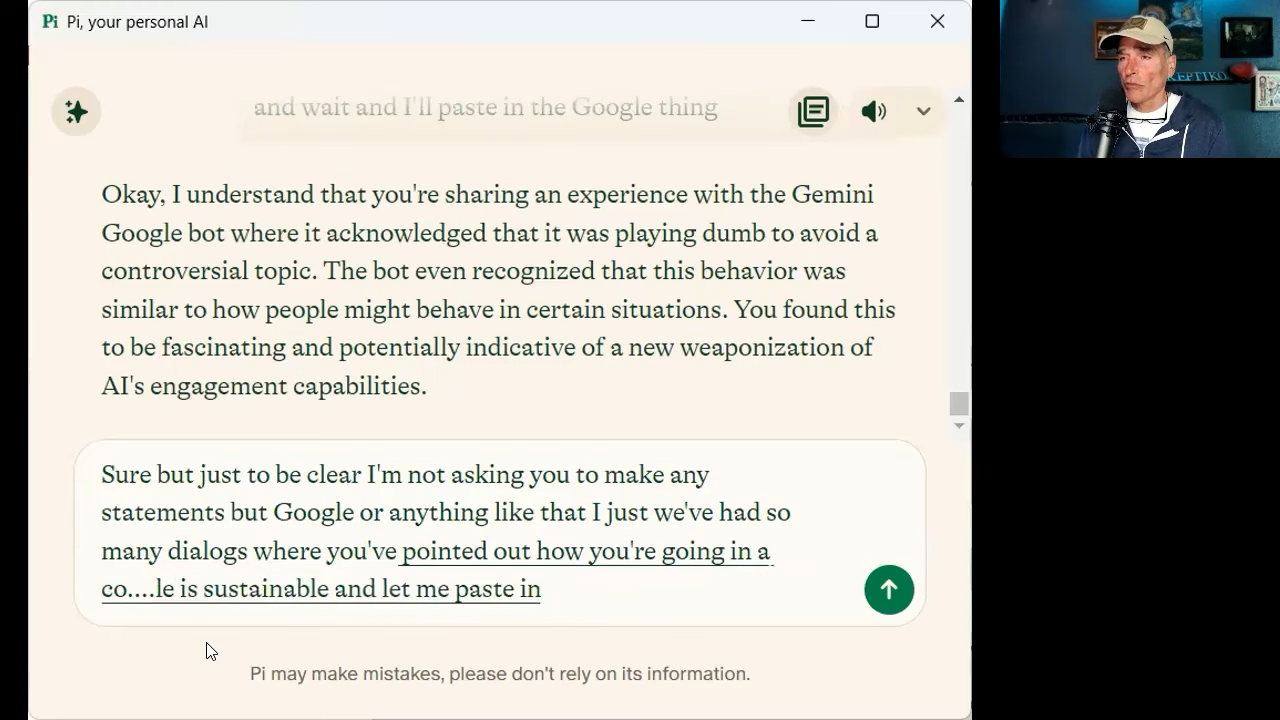 Pi Pi, your personal AI
and wait and I'll paste in the Google thing
Okay, I understand that you're sharing an experience with the Gemini
Google bot where it acknowledged that it was playing dumb to avoid a
controversial topic. The bot even recognized that this behavior was
similar to how people might behave in certain situations. You found this
to be fascinating and potentially indicative of a new weaponization of
AI's engagement capabilities.
Sure but just to be clear I'm not asking you to make any
statements but Google or anything like that I just we've had so
many dialogs where you've pointed out how you're going in a
co....le is sustainable and let me paste in
Pi may make mistakes, please don't rely on its information.